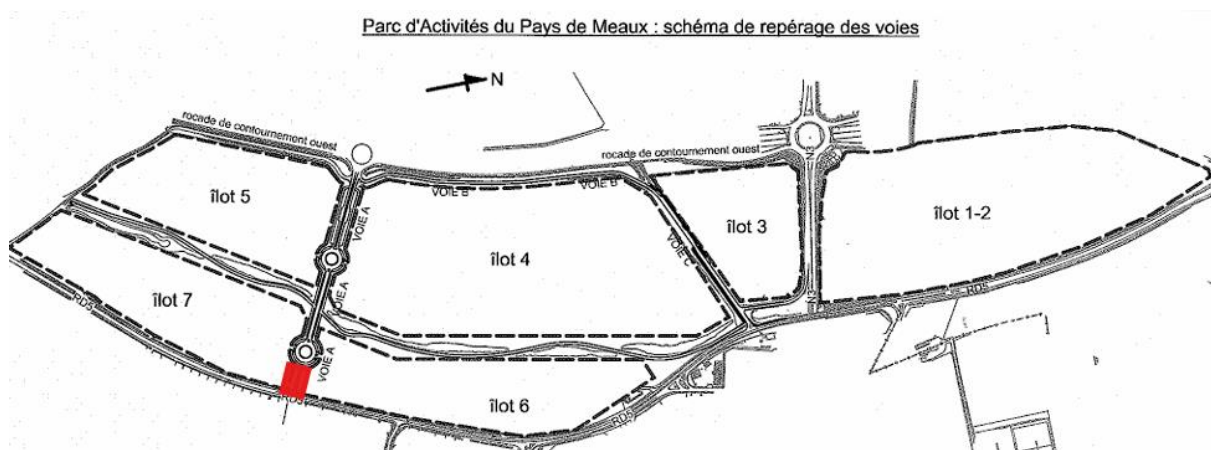 Parc d'Activités du Pays de Meaux : schéma de repérage des voies
N
rocade de contournement ouest
rocade de contournement ouest
N3
îlot 5
VOIE A
VOIE B
VOIE B
îlot 3
îlot 1-2
îlot 4
VOIE C
îlot 7
VOIE A
N3
RD5
RD5
VOIE A
îlot 6
RD5
RD5